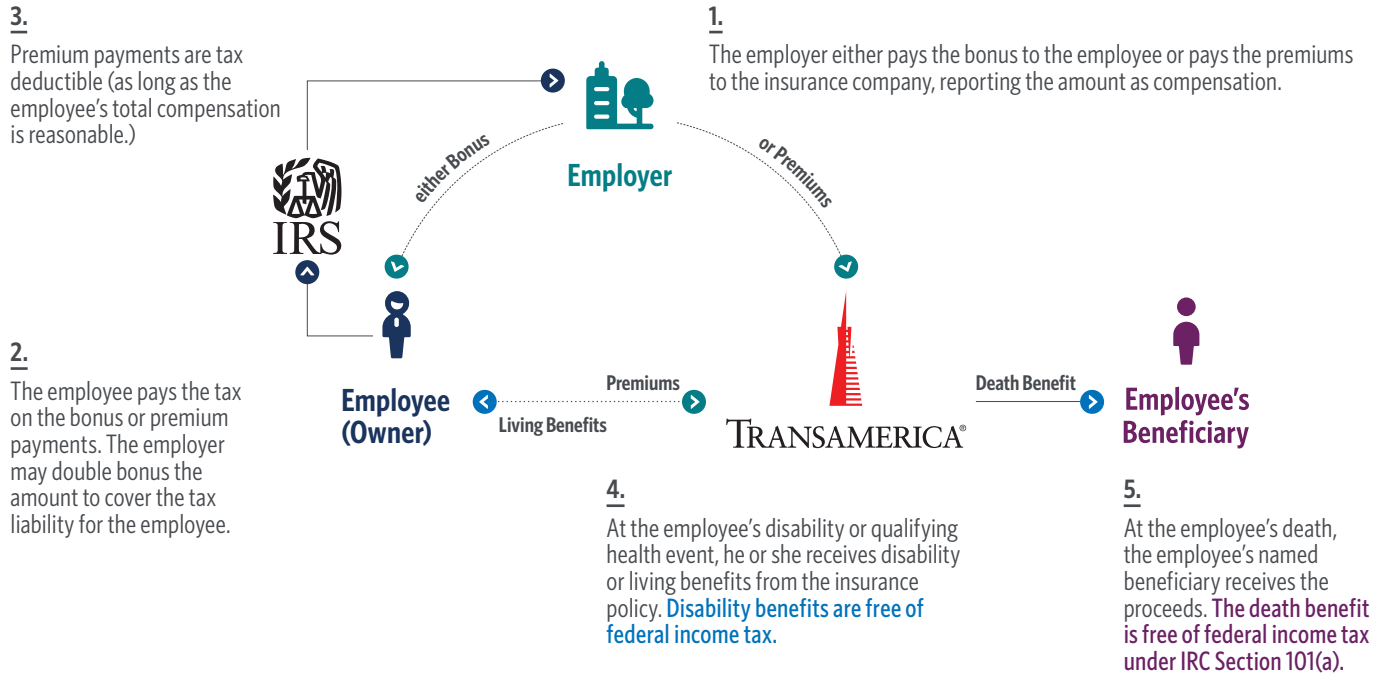 3.
Premium payments are tax
deductible (as long as the
employee's total compensation
is reasonable.)
1.
The employer either pays the bonus to the employee or pays the premiums
to the insurance company, reporting the amount as compensation.
either Bonus
or Premiums
Employer
IRS
2.
The employee pays the tax
on the bonus or premium
payments. The employer
may double bonus the
amount to cover the tax
liability for the employee.
Employee
(Owner)
Premiums
Living Benefits
TRANSAMERICA®
Death Benefit
Employee's
Beneficiary
4.
At the employee's disability or qualifying
health event, he or she receives disability
or living benefits from the insurance
policy. Disability benefits are free of
federal income tax.
5.
At the employee's death,
the employee's named
beneficiary receives the
proceeds. The death benefit
is free of federal income tax
under IRC Section 101(a).